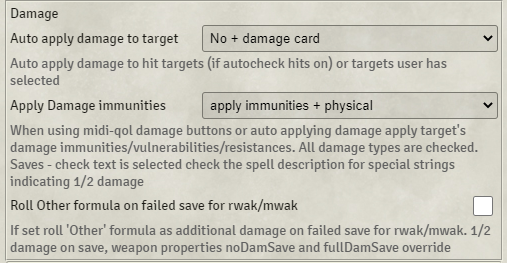 Damage
Auto apply damage to target
No + damage card
Auto apply damage to hit targets (if autocheck hits on) or targets user has
selected
Apply Damage immunities
apply immunities + physical
When using midi-qol damage buttons or auto applying damage apply target's
damage immunities/vulnerabilities/resistances. All damage types are checked.
Saves - check text is selected check the spell description for special strings
indicating 1/2 damage
Roll Other formula on failed save for rwak/mwak
If set roll 'Other' formula as additional damage on failed save for rwak/mwak. 1/2
damage on save, weapon properties noDamSave and fullDamSave override